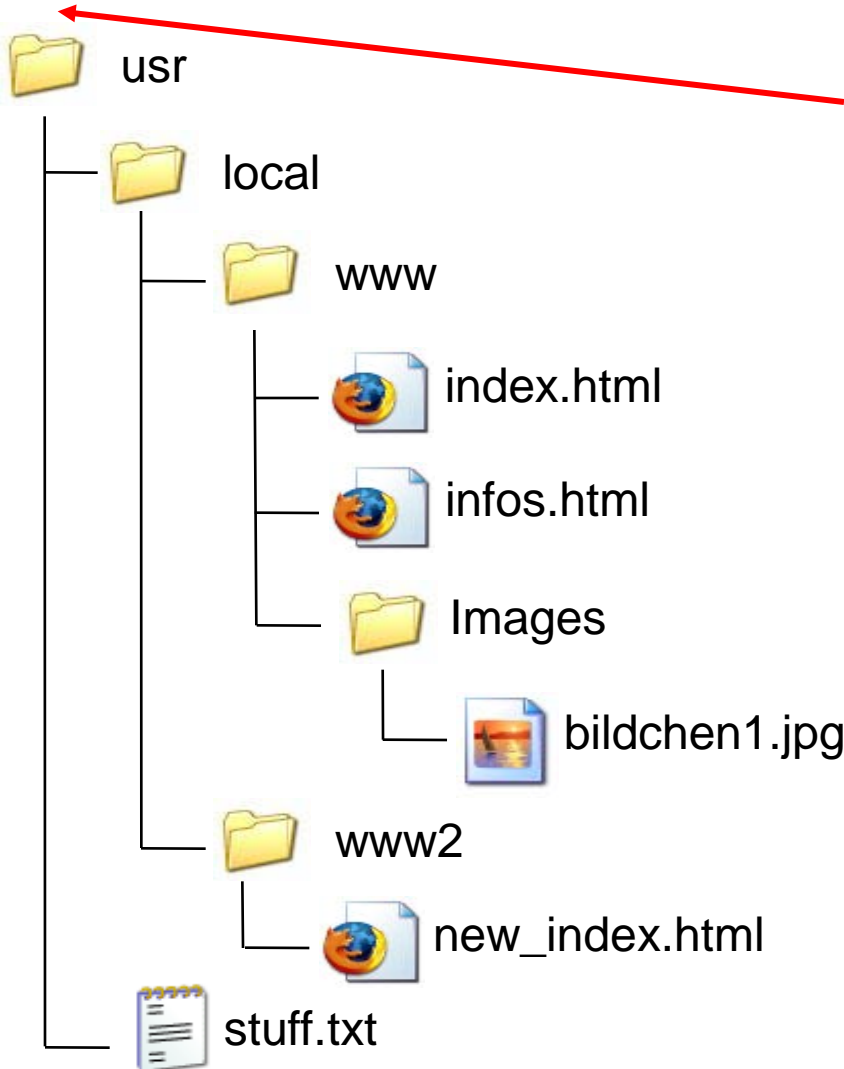 usr
local
www
index.html
infos.html
Images
bildchen1.jpg
www2
new_index.html
stuff.txt